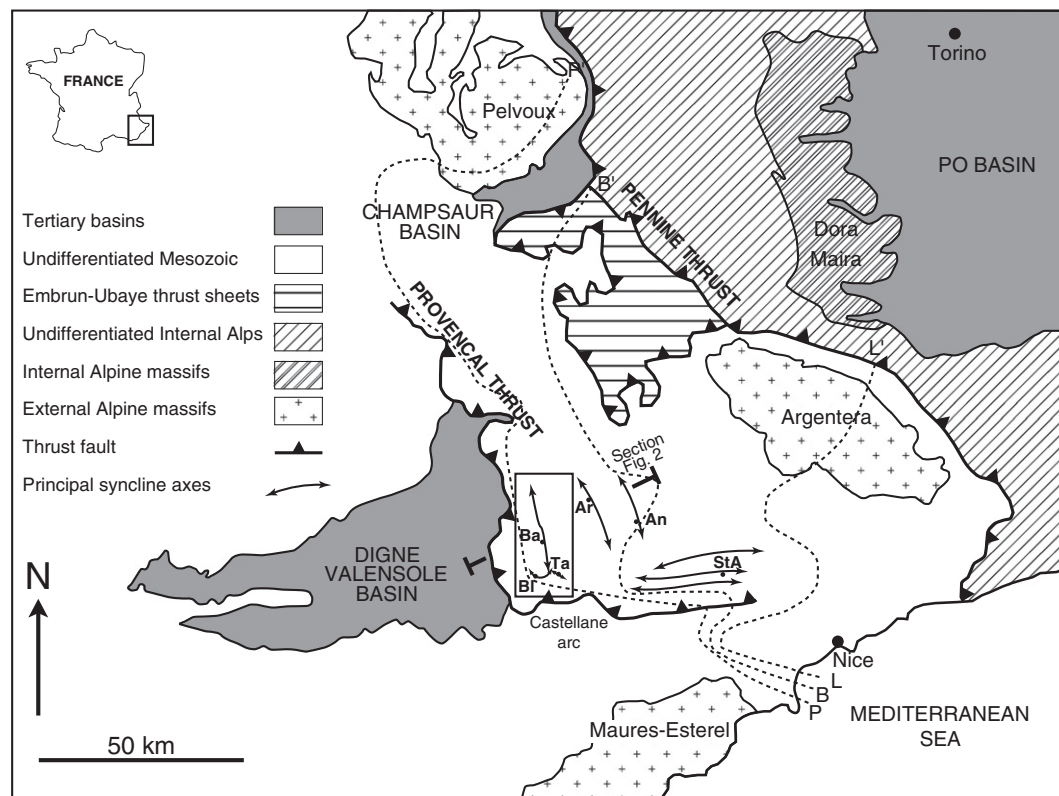 FRANCE
Torino
P'
Pelvoux
PO BASIN
B'
PENNINE THRUST
CHAMPSAUR
BASIN
Dora
Maira
Tertiary basins
Undifferentiated Mesozoic
Embrun-Ubaye thrust sheets
Undifferentiated Internal Alps
Internal Alpine massifs
External Alpine massifs
Thrust fault
Principal syncline axes
PROVENCAL THRUST
L'
Argentera
Section
Fig. 2
Ar
An
Ba
Ta
Bl
StA
DIGNE
VALENSOLE
BASIN
N
Castellane
arc
Nice
L
B
P
MEDITERRANEAN
SEA
Maures-Esterel
50 km